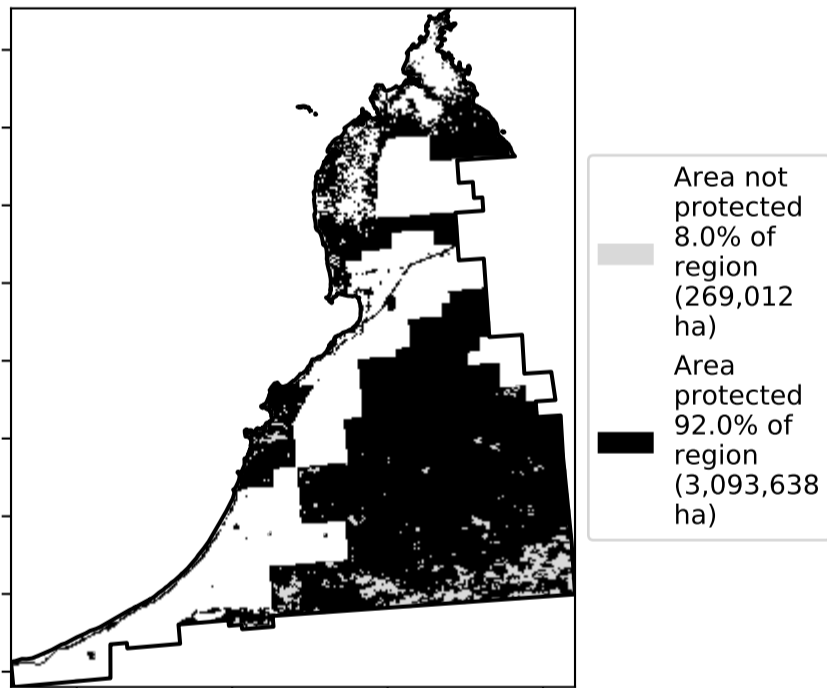 Area not
protected
8.0% of
region
(269,012
ha)
Area
protected
92.0% of
region
(3,093,638
ha)